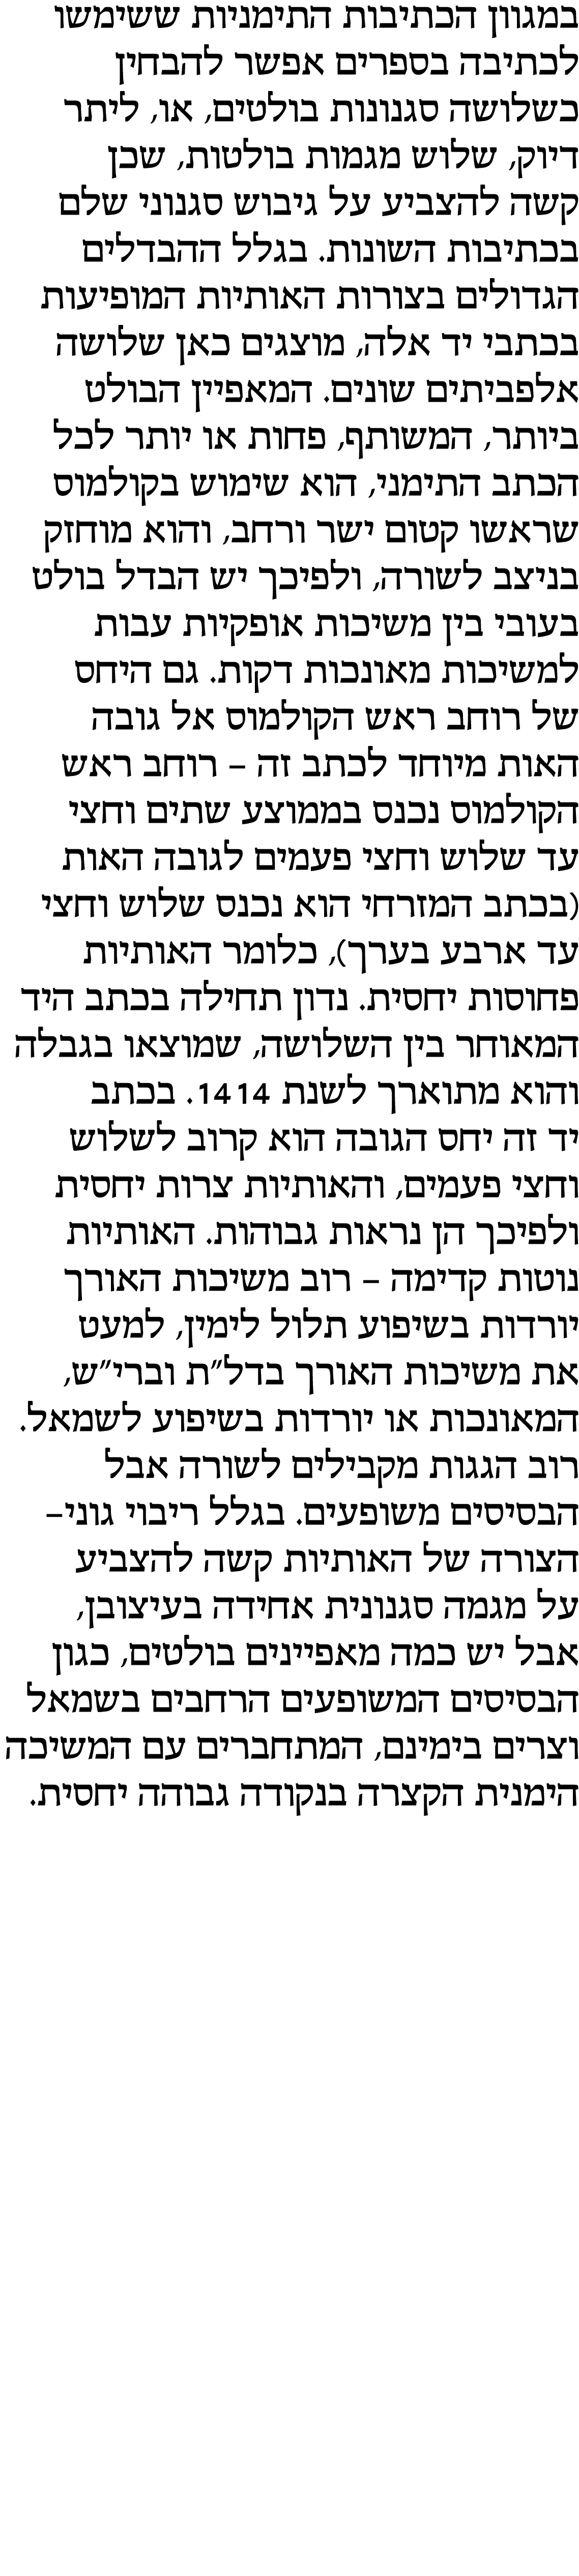 במגוון הכתיבות התימניות ששימשו
לכתיבה בספרים אפשר להבחין
כשלושה סגנונות בולטים, או, ליתר
דיוק, שלוש מגמות בולטות, שכן
קשה להצביע על גיבוש סגנוני שלם
בכתיבות השונות. בגלל ההבדלים
הגדולים בצורות האותיות המופיעות
בכתבי יד אלה, מוצגים כאן שלושה
אלפביתים שונים. המאפיין הבולט
ביותר, המשותף, פחות או יותר לכל
הכתב התימני, הוא שימוש בקולמוס
שראשו קטום ישר ורחב, והוא מוחזק
בניצב לשורה, ולפיכך יש הבדל בולט
בעובי בין משיכות אופקיות עבות
למשיכות מאונכות דקות. גם היחס
של רוחב ראש הקולמוס אל גובה
האות מיוחד לכתב זה – רוחב ראש
הקולמוס נכנס בממוצע שתים וחצי
עד שלוש וחצי פעמים לגובה האות
(בכתב המזרחי הוא נכנס שלוש וחצי
עד ארבע בערך), כלומר האותיות
פחוסות יחסית. נדון תחילה בכתב היד
המאוחר בין השלושה, שמוצאו בגבלה
והוא מתוארך לשנת 1414. בכתב
יד זה יחס הגובה הוא קרוב לשלוש
וחצי פעמים, והאותיות צרות יחסית
ולפיכך הן נראות גבוהות. האותיות
נוטות קדימה – רוב משיכות האורך
יורדות בשיפוע תלול לימין, למעט
את משיכות האורך בדל"ת וברי"ש,
המאונכות או יורדות בשיפוע לשמאל.
רוב הגגות מקבילים לשורה אבל
הבסיסים משופעים. בגלל ריבוי גוני–
הצורה של האותיות קשה להצביע
על מגמה סגנונית אחידה בעיצובן,
אבל יש כמה מאפיינים בולטים, כגון
הבסיסים המשופעים הרחבים בשמאל
וצרים בימינם, המתחברים עם המשיכה
הימנית הקצרה בנקודה גבוהה יחסית.